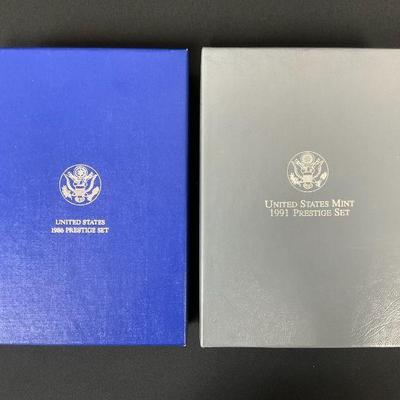 UNITED STATES
1986 PRESTIGE SET
UNITED STATES MINT
1991 PRESTIGE SET